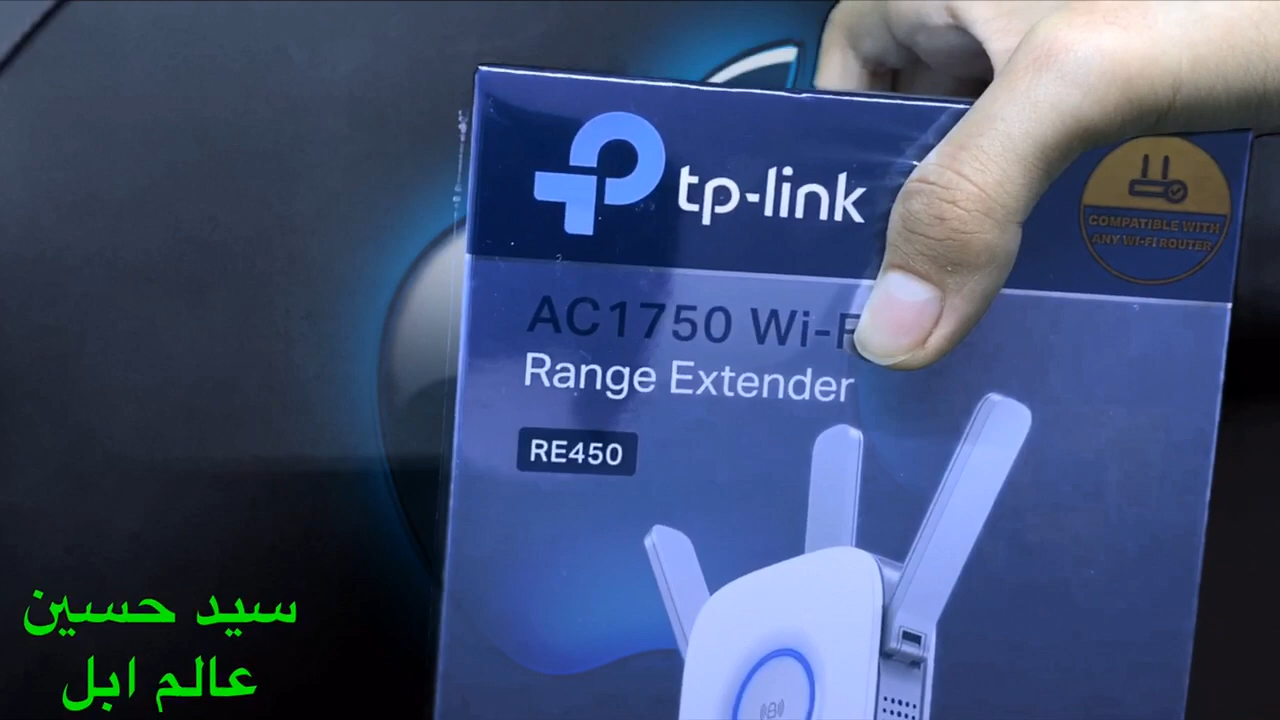 tp-link
COMPATIBLE WITH
ANY WI-FI ROUTER
AC1750 Wi-F
Range Extender
RE450
سيد حسين
عالم ابل